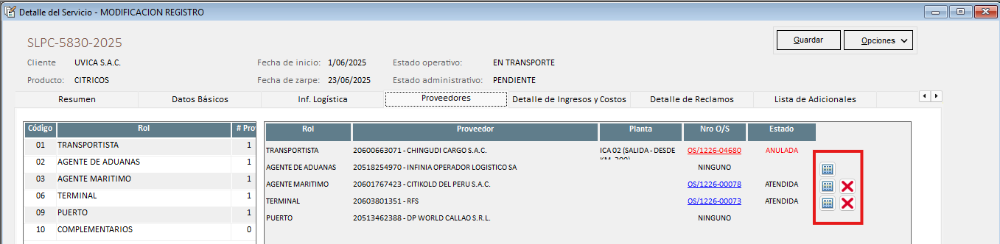 Detalle del Servicio - MODIFICACION REGISTRO
SLPC-5830-2025
Guardar
Opciones
Cliente UVICA S.A.C. Fecha de inicio: 1/06/2025 Estado operativo: EN TRANSPORTE
Producto: CITRICOS Fecha de zarpe: 23/06/2025 Estado administrativo: PENDIENTE
Resumen Datos Básicos Inf. Logística Proveedores Detalle de Ingresos y Costos Detalle de Reclamos Lista de Adicionales
Código Rol # Pro
01 TRANSPORTISTA 1
02 AGENTE DE ADUANAS 1
03 AGENTE MARITIMO 1
06 TERMINAL 1
09 PUERTO 1
10 COMPLEMENTARIOS 0
Rol Proveedor Planta Nro O/S Estado
TRANSPORTISTA 20600663071 - CHINGUDI CARGO S.A.C. ICA 02 (SALIDA - DESDE OS/1226-04680 ANULADA
AGENTE DE ADUANAS 20518254970 - INFINIA OPERADOR LOGISTICO SA NINGUNO
AGENTE MARITIMO 20601767423 - CITIKOLD DEL PERU S.A.C. OS/1226-00078 ATENDIDA
TERMINAL 20603801351 - RFS OS/1226-00073 ATENDIDA
PUERTO 20513462388 - DP WORLD CALLAO S.R.L. NINGUNO